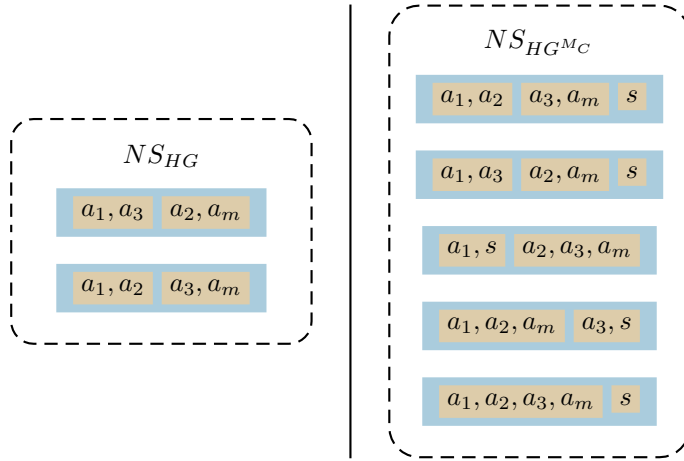 NS_{HG}
a_1, a_3 a_2, a_m
a_1, a_2 a_3, a_m
NS_{HG^{M_C}}
a_1, a_2 a_3, a_m s
a_1, a_3 a_2, a_m s
a_1, s a_2, a_3, a_m
a_1, a_2, a_m a_3, s
a_1, a_2, a_3, a_m s